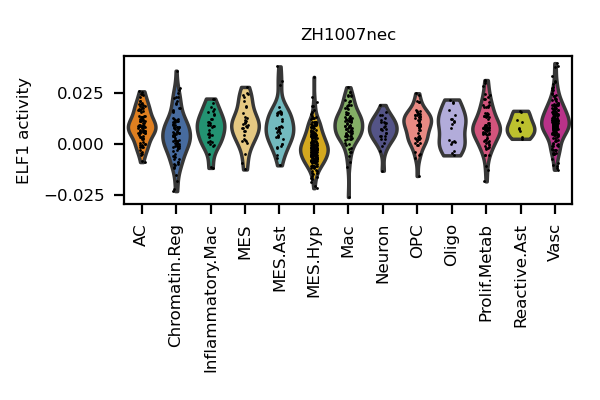 ZH1007nec
ELF1 activity
0.025
0.000
−0.025
AC
Chromatin.Reg
Inflammatory.Mac
MES
MES.Ast
MES.Hyp
Mac
Neuron
OPC
Oligo
Prolif.Metab
Reactive.Ast
Vasc